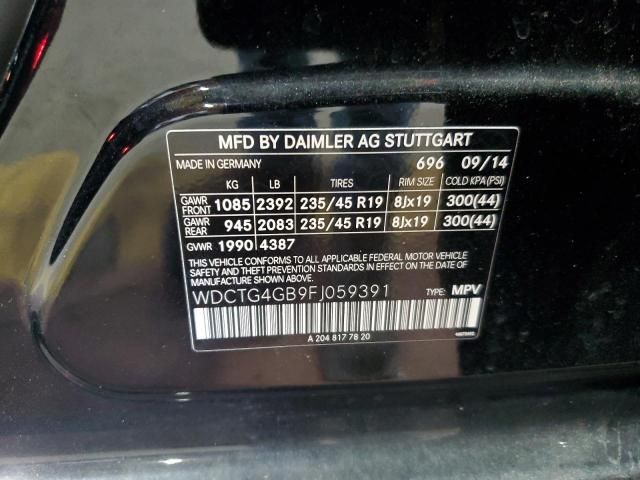 MFD BY DAIMLER AG STUTTGART
MADE IN GERMANY 696 09/14
KG LB TIRES RIM SIZE COLD KPA(PSI)
GAWR FRONT 1085 2392 235/45 R19 8Jx19 300(44)
GAWR REAR 945 2083 235/45 R19 8Jx19 300(44)
GVWR 1990 4387
THIS VEHICLE CONFORMS TO ALL APPLICABLE FEDERAL MOTOR VEHICLE
SAFETY, BUMPER, AND THEFT PREVENTION STANDARDS IN EFFECT ON THE
DATE OF MANUFACTURE SHOWN ABOVE.
WDCTG4GB9FJ059391 TYPE: MPV
A 204 817 78 20